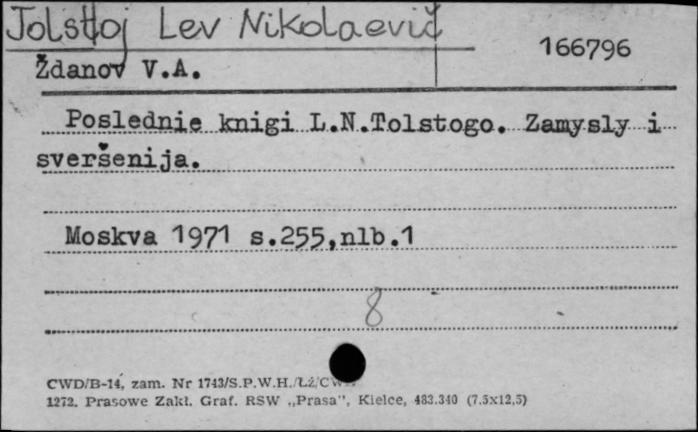 Tolstoj Lev Nikolaevič
166796
Ždanov V.A.
Poslednie knigi L.N.Tolstogo. Zamysly i
sveršenija.
Moskva 1971 s.255,nlb.1
8
CWD/B-14, zam. Nr 1743/S.P.W.H./Łź/
1272. Prasowe Zakł. Graf. RSW „Prasa”, Kielce, 483.340 (7.5x12,5)